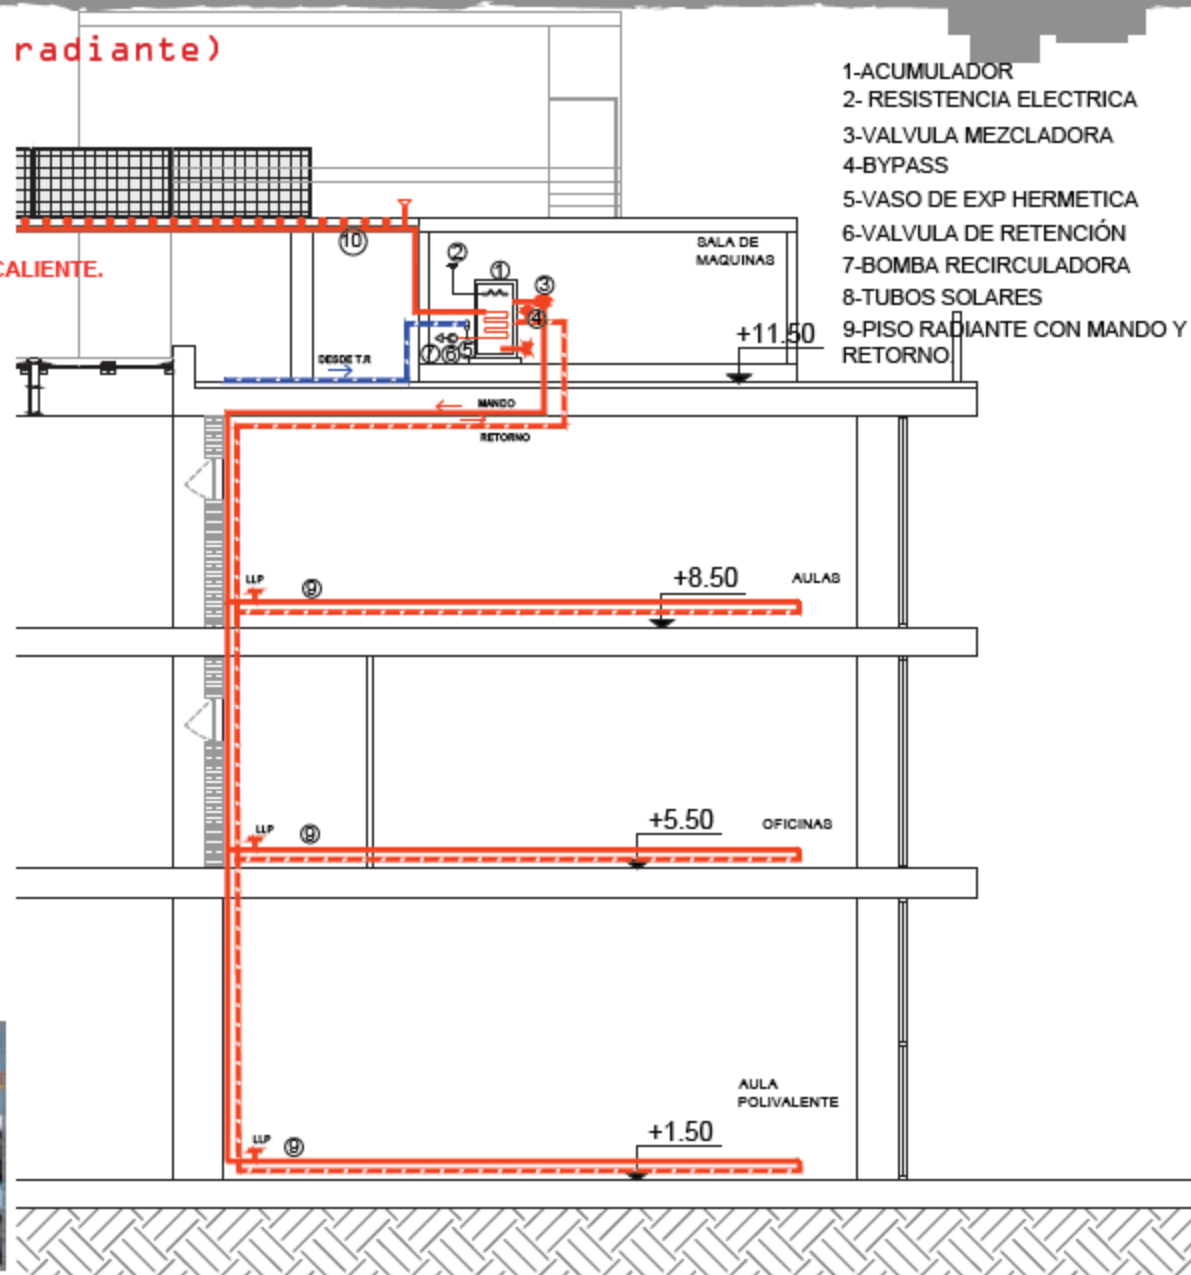 radiante)
1-ACUMULADOR
2- RESISTENCIA ELECTRICA
3-VALVULA MEZCLADORA
4-BYPASS
5-VASO DE EXP HERMETICA
6-VALVULA DE RETENCIÓN
7-BOMBA RECIRCULADORA
8-TUBOS SOLARES
9-PISO RADIANTE CON MANDO Y
RETORNO.
CALIENTE.
10
2
1
3
4
7 6 5
SALA DE
MAQUINAS
+11.50
DESDE T.R
MANDO
RETORNO
LLP
9
+8.50
AULAS
LLP
9
+5.50
OFICINAS
AULA
POLIVALENTE
LLP
9
+1.50